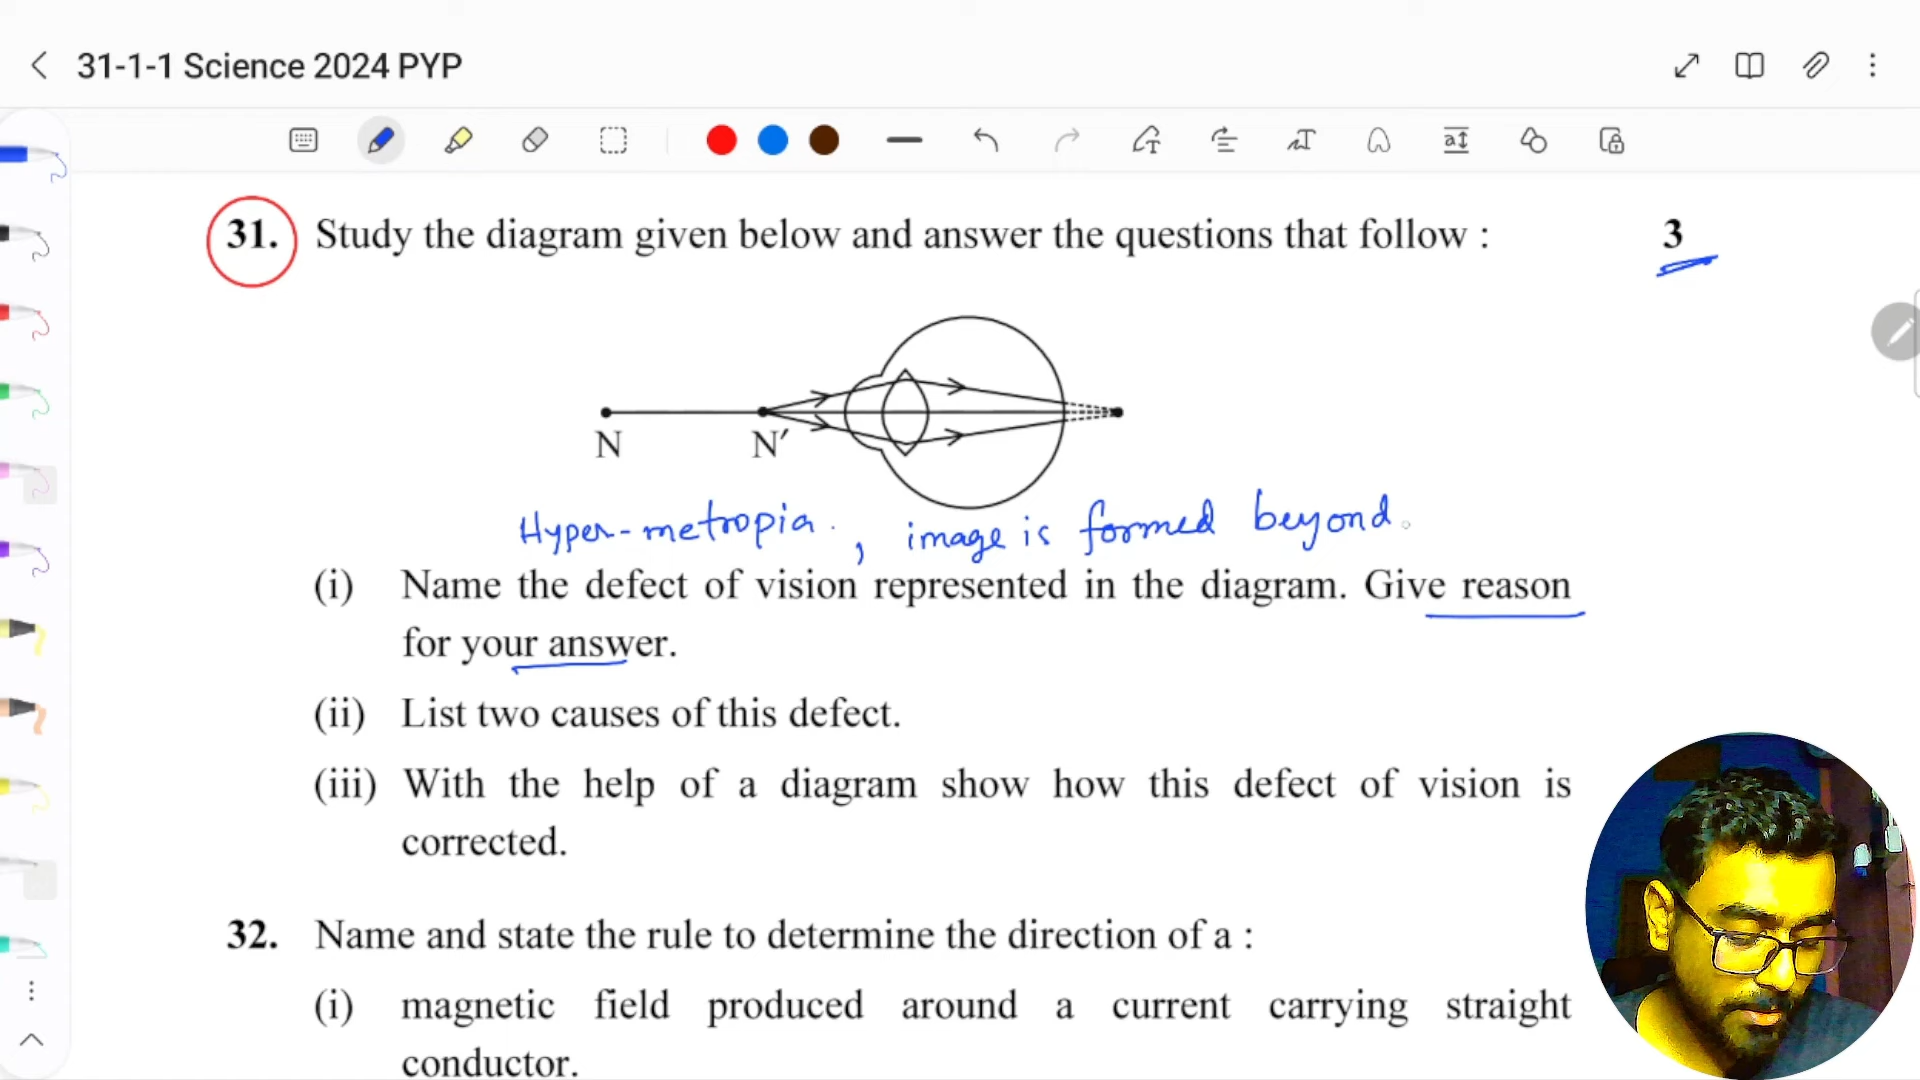 31-1-1 Science 2024 PYP
31. Study the diagram given below and answer the questions that follow : 3
N N′
Hyper-metropia , image is formed beyond.
(i) Name the defect of vision represented in the diagram. Give reason
for your answer.
(ii) List two causes of this defect.
(iii) With the help of a diagram show how this defect of vision is
corrected.
32. Name and state the rule to determine the direction of a :
(i) magnetic field produced around a current carrying straight
conductor.